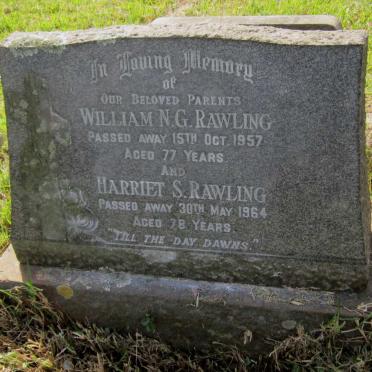 In Loving Memory
of
OUR BELOVED PARENTS
WILLIAM N.G. RAWLING
PASSED AWAY 15TH OCT. 1957
AGED 77 YEARS.
AND
HARRIET S. RAWLING
PASSED AWAY 30TH MAY 1964
AGED 78 YEARS.
"TILL THE DAY DAWNS."